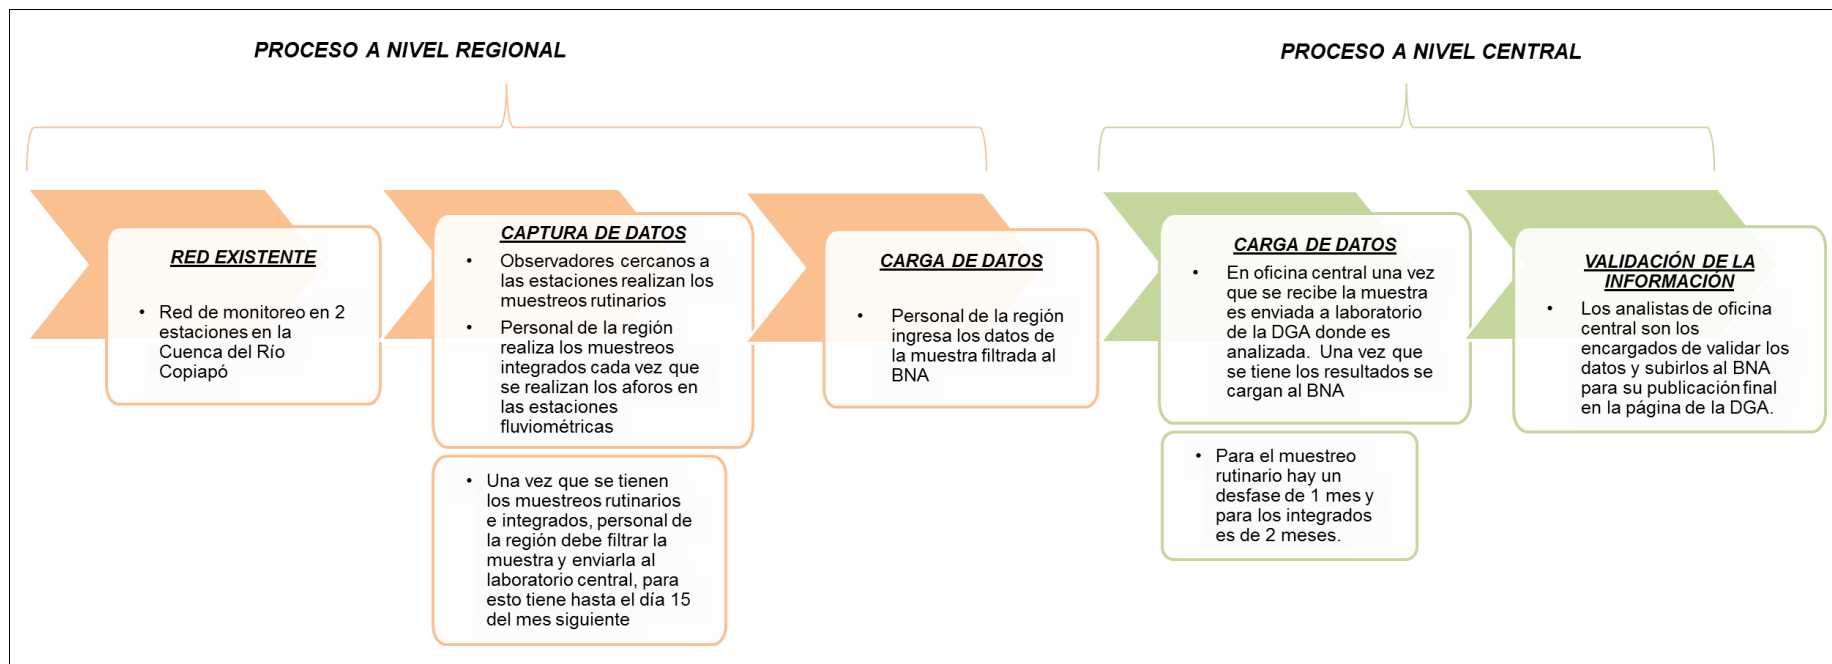 PROCESO A NIVEL REGIONAL
PROCESO A NIVEL CENTRAL
RED EXISTENTE
• Red de monitoreo en 2
estaciones en la
Cuenca del Río
Copiapó
CAPTURA DE DATOS
• Observadores cercanos a
las estaciones realizan los
muestreos rutinarios
• Personal de la región
realiza los muestreos
integrados cada vez que
se realizan los aforos en
las estaciones
fluviométricas
• Una vez que se tienen
los muestreos rutinarios
e integrados, personal de
la región debe filtrar la
muestra y enviarla al
laboratorio central, para
esto tiene hasta el día 15
del mes siguiente
CARGA DE DATOS
• Personal de la región
ingresa los datos de
la muestra filtrada al
BNA
CARGA DE DATOS
• En oficina central una vez
que se recibe la muestra
es enviada a laboratorio
de la DGA donde es
analizada. Una vez que
se tiene los resultados se
cargan al BNA
• Para el muestreo
rutinario hay un
desfase de 1 mes y
para los integrados
es de 2 meses.
VALIDACIÓN DE LA
INFORMACIÓN
• Los analistas de oficina
central son los
encargados de validar los
datos y subirlos al BNA
para su publicación final
en la página de la DGA.